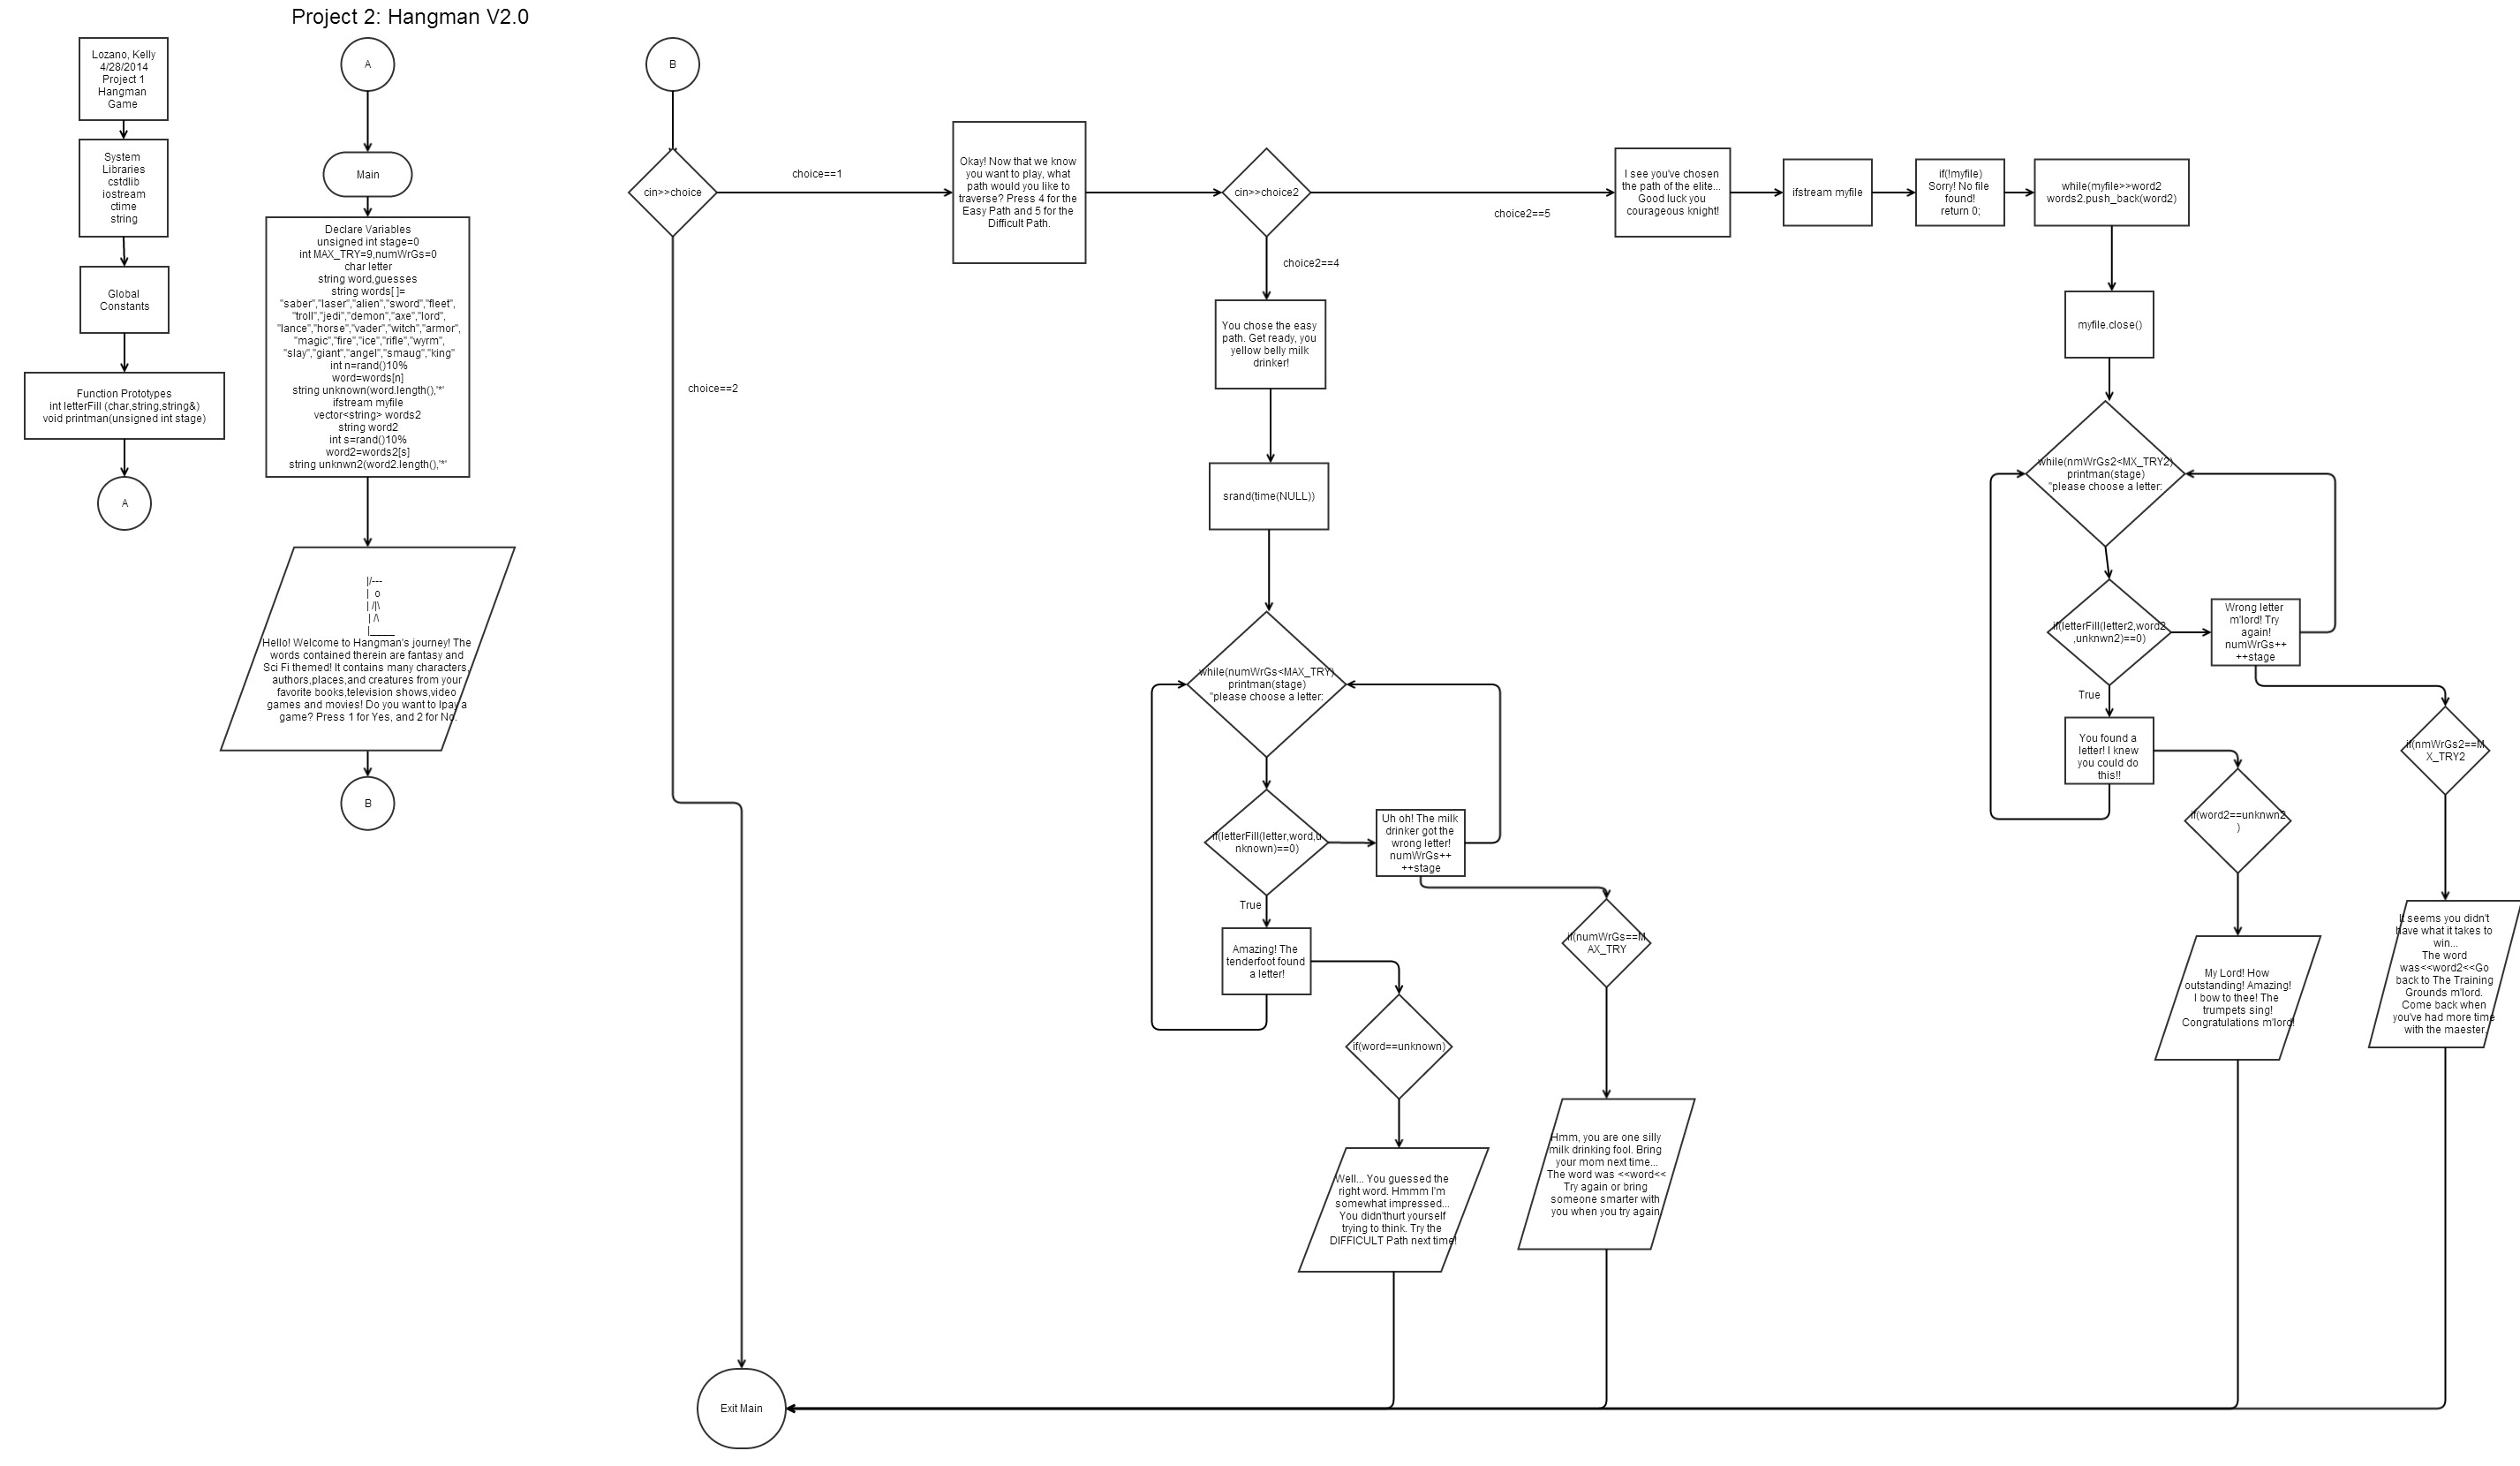 Project 2: Hangman V2.0
Lozano, Kelly
4/28/2014
Project 1
Hangman
Game
System
Libraries
cstdlib
iostream
ctime
string
Global
Constants
Function Prototypes
int letterFill (char,string,string&)
void printman(unsigned int stage)
A
A
Main
Declare Variables
unsigned int stage=0
int MAX_TRY=9,numWrGs=0
char letter
string word,guesses
string words[ ]=
"saber","laser","alien","sword","fleet",
"troll","jedi","demon","axe","lord",
"lance","horse","vader","witch","armor",
"magic","fire","ice","rifle","wyrm",
"slay","giant","angel","smaug","king"
int n=rand()10%
word=words[n]
string unknown(word.length(),'*'
ifstream myfile
vector<string> words2
string word2
int s=rand()10%
word2=words2[s]
string unknwn2(word2.length(),'*'
|/---
| o
| /|\
| /\
|_____
Hello! Welcome to Hangman's journey! The
words contained therein are fantasy and
Sci Fi themed! It contains many characters,
authors,places,and creatures from your
favorite books,television shows,video
games and movies! Do you want to lpay a
game? Press 1 for Yes, and 2 for No.
B
B
cin>>choice
choice==1
choice==2
Okay! Now that we know
you want to play, what
path would you like to
traverse? Press 4 for the
Easy Path and 5 for the
Difficult Path.
cin>>choice2
choice2==5
choice2==4
You chose the easy
path. Get ready, you
yellow belly milk
drinker!
srand(time(NULL))
while(numWrGs<MAX_TRY)
printman(stage)
"please choose a letter:
if(letterFill(letter,word,u
nknown)==0)
Uh oh! The milk
drinker got the
wrong letter!
numWrGs++
++stage
True
Amazing! The
tenderfoot found
a letter!
if(numWrGs==M
AX_TRY
if(word==unknown)
Well... You guessed the
right word. Hmmm I'm
somewhat impressed...
You didn'thurt yourself
trying to think. Try the
DIFFICULT Path next time!
Hmm, you are one silly
milk drinking fool. Bring
your mom next time...
The word was <<word<<
Try again or bring
someone smarter with
you when you try again
I see you've chosen
the path of the elite...
Good luck you
courageous knight!
ifstream myfile
if(!myfile)
Sorry! No file
found!
return 0;
while(myfile>>word2
words2.push_back(word2)
myfile.close()
while(nmWrGs2<MX_TRY2)
printman(stage)
"please choose a letter:
if(letterFill(letter2,word2
,unknwn2)==0)
Wrong letter
m'lord! Try
again!
numWrGs++
++stage
True
You found a
letter! I knew
you could do
this!!
if(nmWrGs2==M
X_TRY2
if(word2==unknwn2
)
My Lord! How
outstanding! Amazing!
I bow to thee! The
trumpets sing!
Congratulations m'lord!
It seems you didn't
have what it takes to
win...
The word
was<<word2<<Go
back to The Training
Grounds m'lord.
Come back when
you've had more time
with the maester.
Exit Main